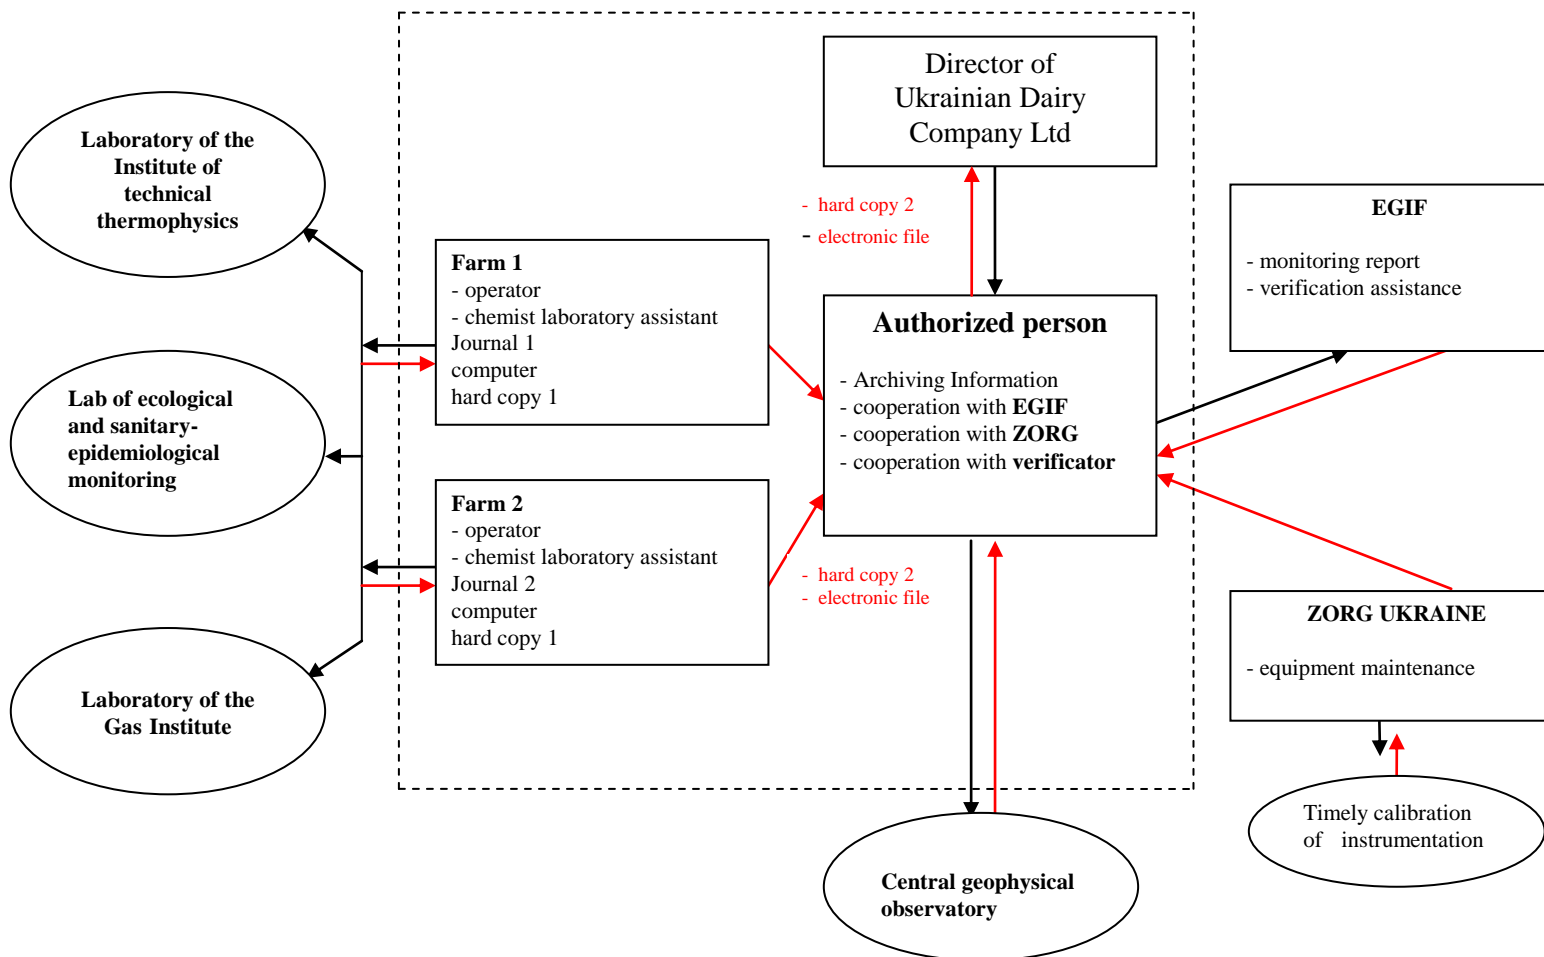 Director of
Ukrainian Dairy
Company Ltd
Laboratory of the
Institute of
technical
thermophysics
- hard copy 2
- electronic file
EGIF
- monitoring report
- verification assistance
Farm 1
- operator
- chemist laboratory assistant
Journal 1
computer
hard copy 1
Authorized person
- Archiving Information
- cooperation with EGIF
- cooperation with ZORG
- cooperation with verificator
Lab of ecological
and sanitary-
epidemiological
monitoring
Farm 2
- operator
- chemist laboratory assistant
Journal 2
computer
hard copy 1
- hard copy 2
- electronic file
ZORG UKRAINE
- equipment maintenance
Laboratory of the
Gas Institute
Timely calibration
of instrumentation
Central geophysical
observatory